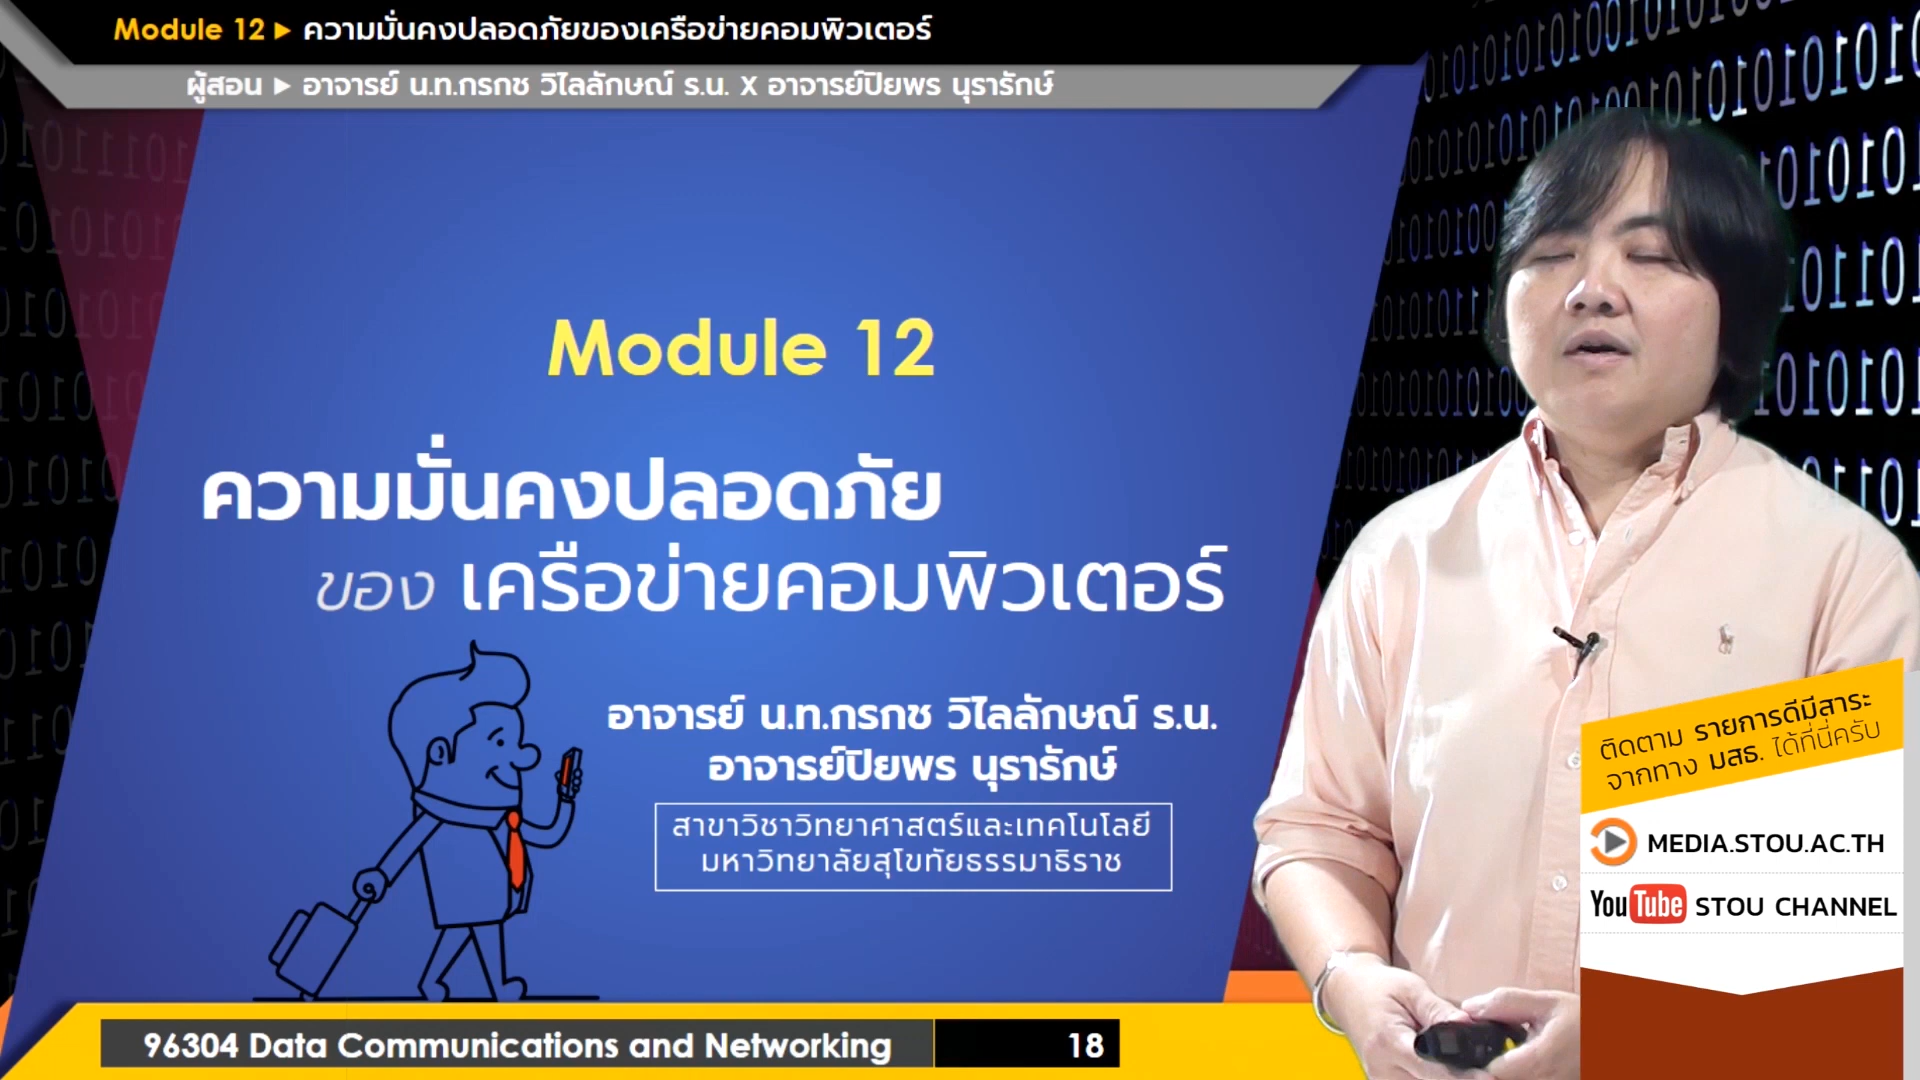 Module 12 ▶ ความมั่นคงปลอดภัยของเครือข่ายคอมพิวเตอร์
ผู้สอน ▶ อาจารย์ น.ท.กรกช วิไลลักษณ์ ร.น. X อาจารย์ปิยพร นุรารักษ์
Module 12
ความมั่นคงปลอดภัย
ของ เครือข่ายคอมพิวเตอร์
อาจารย์ น.ท.กรกช วิไลลักษณ์ ร.น.
อาจารย์ปิยพร นุรารักษ์
สาขาวิชาวิทยาศาสตร์และเทคโนโลยี
มหาวิทยาลัยสุโขทัยธรรมาธิราช
ติดตาม รายการดีมีสาระ
จากทาง มสธ. ได้ที่นี่ครับ
MEDIA.STOU.AC.TH
YouTube STOU CHANNEL
96304 Data Communications and Networking
18